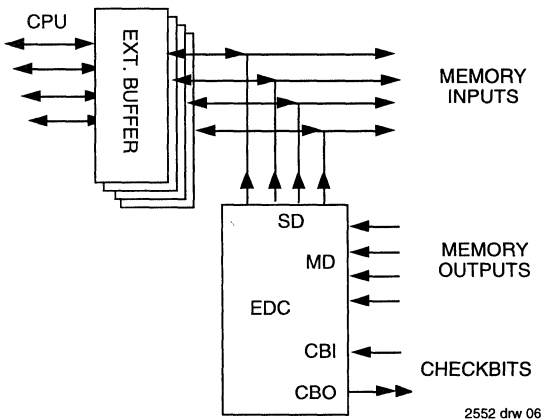 CPU
EXT. BUFFER
MEMORY
INPUTS
SD
MD
MEMORY
OUTPUTS
EDC
CBI
CHECKBITS
CBO
2552 drw 06